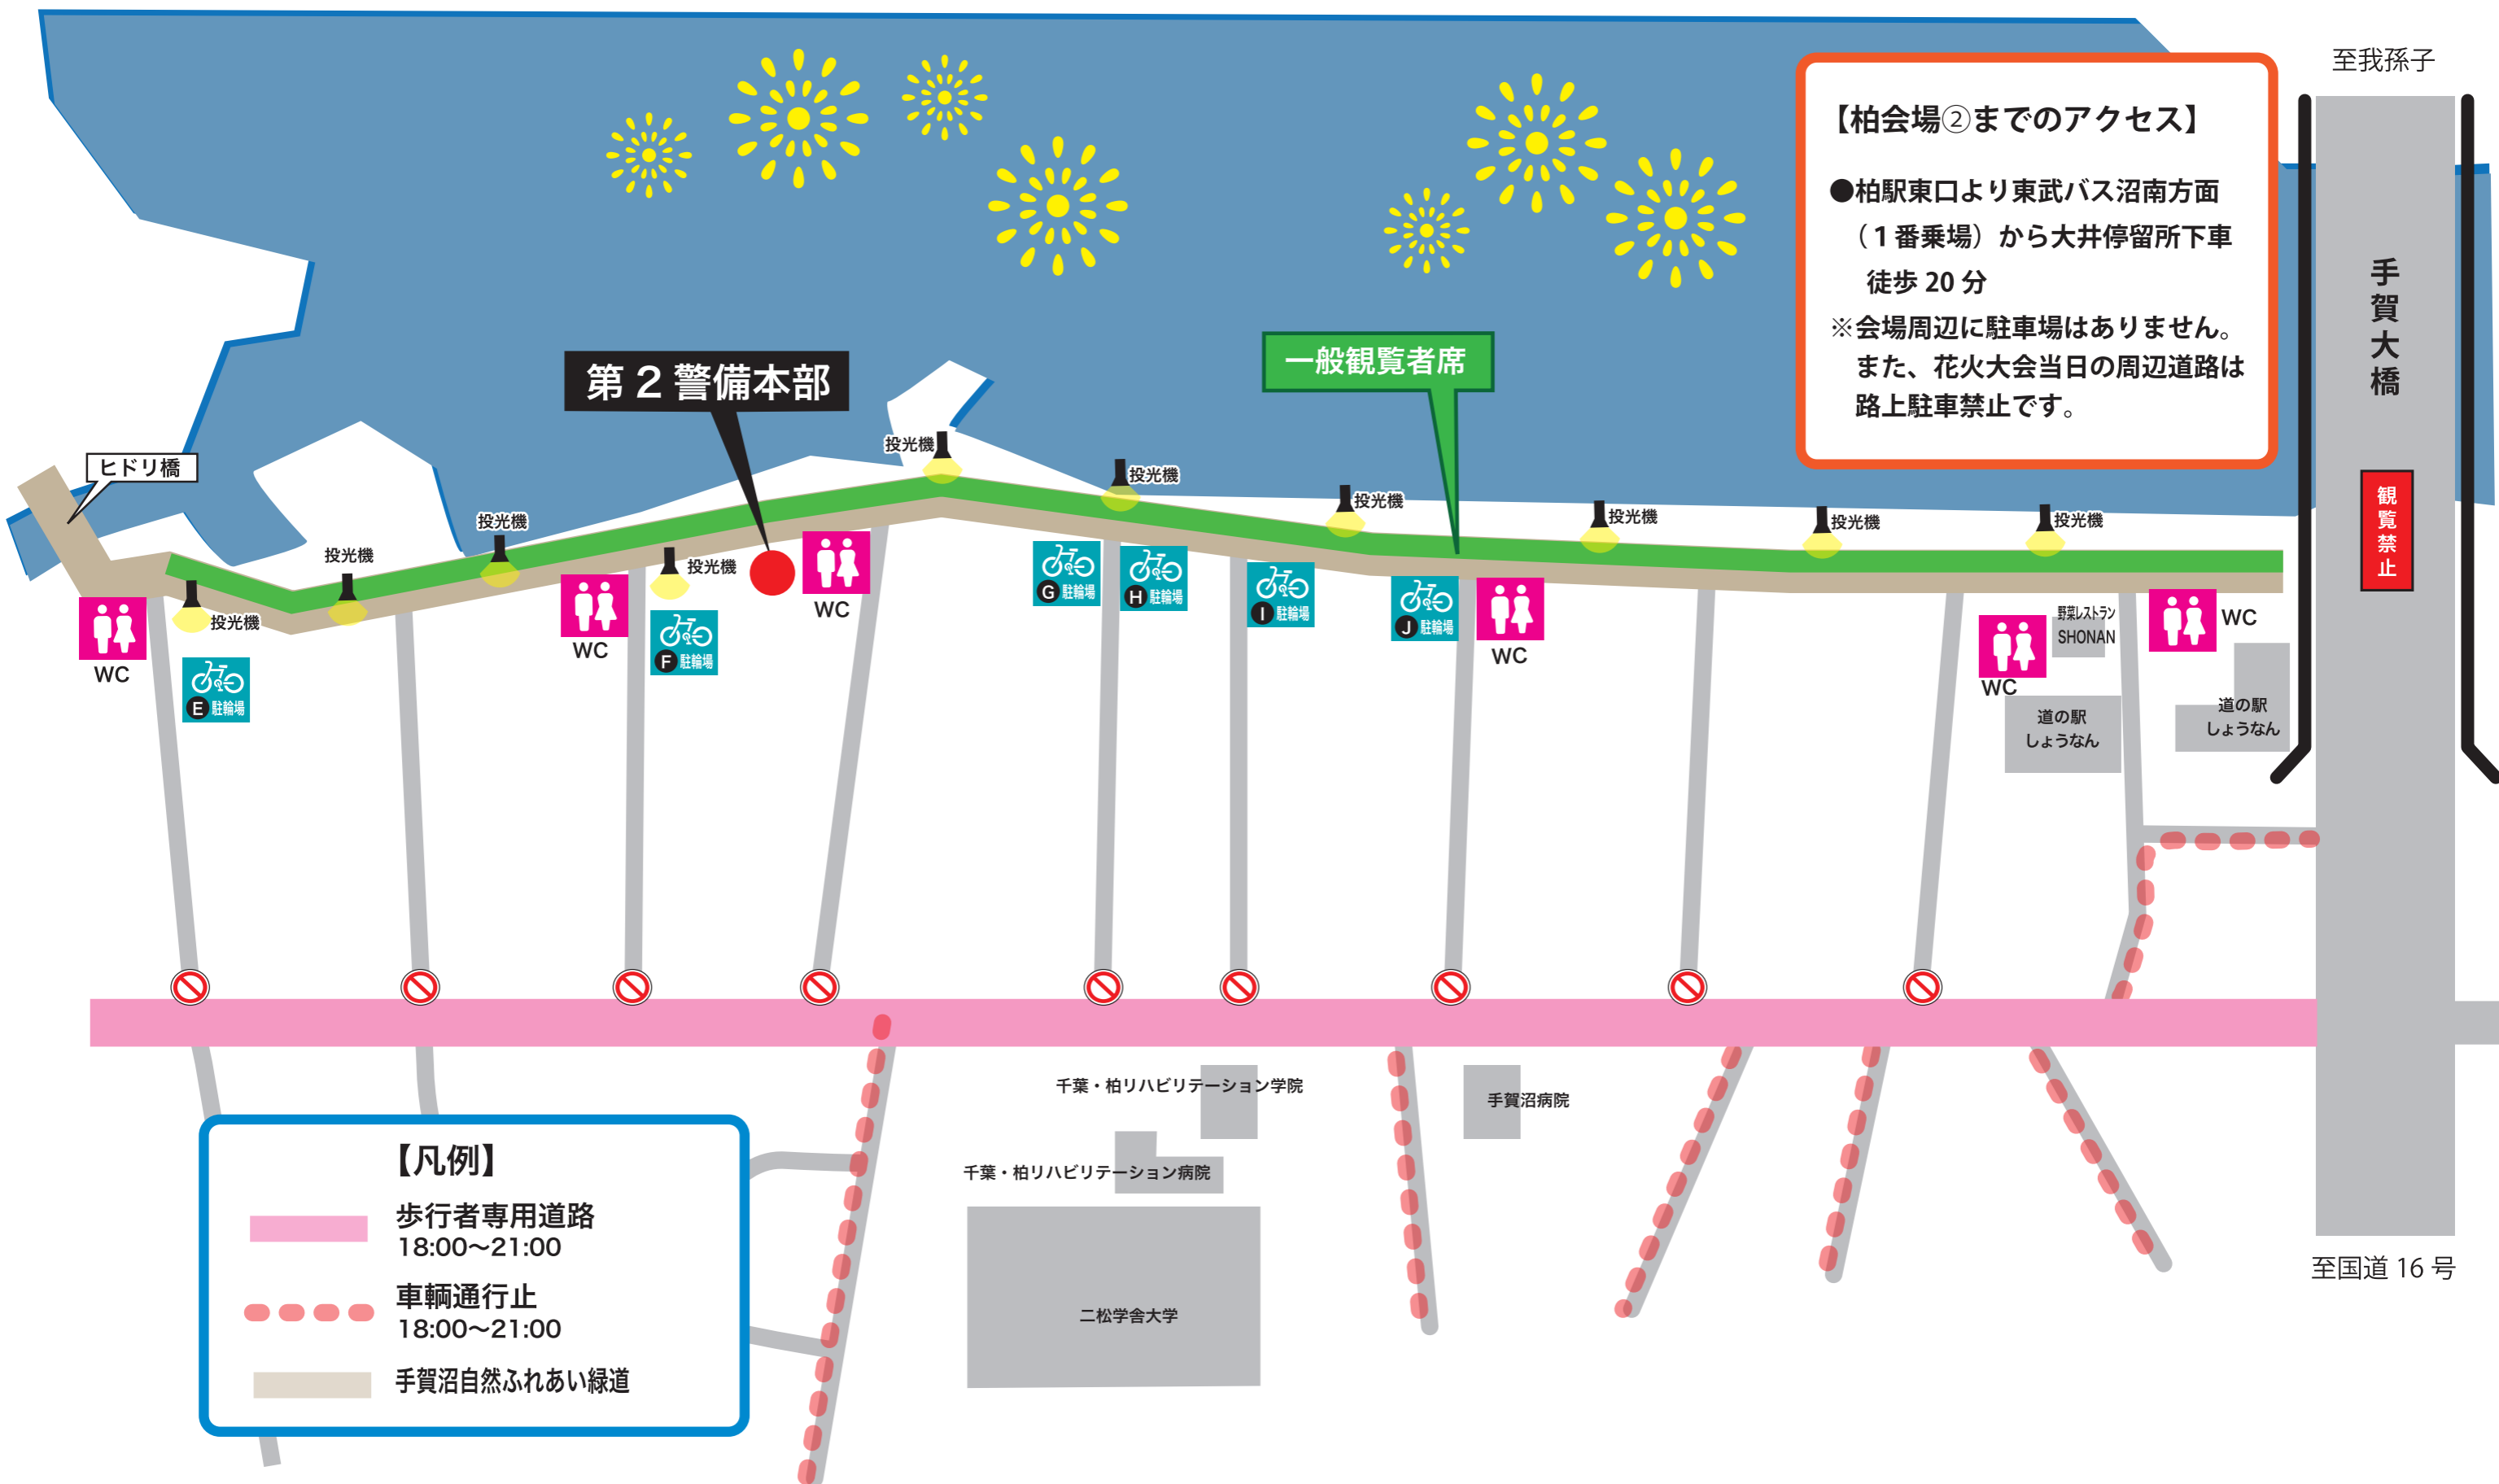 至我孫子
【柏会場②までのアクセス】
●柏駅東口より東武バス沼南方面
（１番乗場）から大井停留所下車
徒歩 20 分
※会場周辺に駐車場はありません。
また、花火大会当日の周辺道路は
路上駐車禁止です。
手賀大橋
観覧禁止
第２警備本部
一般観覧者席
ヒドリ橋
投光機
投光機
投光機
投光機
投光機
投光機
投光機
投光機
投光機
投光機
WC
E 駐輪場
WC
F 駐輪場
WC
G 駐輪場
H 駐輪場
I 駐輪場
J 駐輪場
WC
WC
野菜レストラン
SHONAN
WC
道の駅
しょうなん
道の駅
しょうなん
千葉・柏リハビリテーション学院
手賀沼病院
千葉・柏リハビリテーション病院
二松学舎大学
至国道 16 号
【凡例】
歩行者専用道路
18:00〜21:00
車輌通行止
18:00〜21:00
手賀沼自然ふれあい緑道